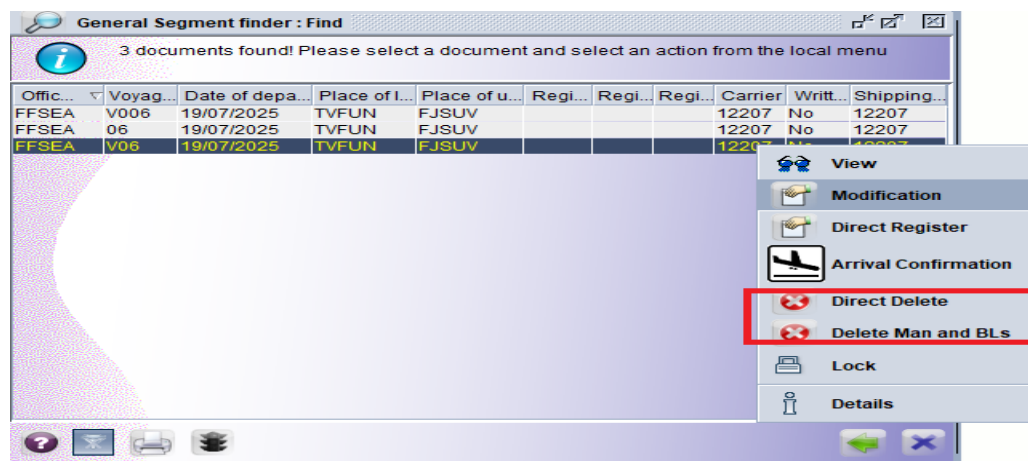 General Segment finder : Find
3 documents found! Please select a document and select an action from the local menu
Offic... Voyag... Date of depa... Place of l... Place of u... Regi... Regi... Regi... Carrier Writt... Shipping...
FFSEA V006 19/07/2025 TVFUN FJSUV 12207 No 12207
FFSEA 06 19/07/2025 TVFUN FJSUV 12207 No 12207
FFSEA V06 19/07/2025 TVFUN FJSUV 12207 No 12207
View
Modification
Direct Register
Arrival Confirmation
Direct Delete
Delete Man and BLs
Lock
Details